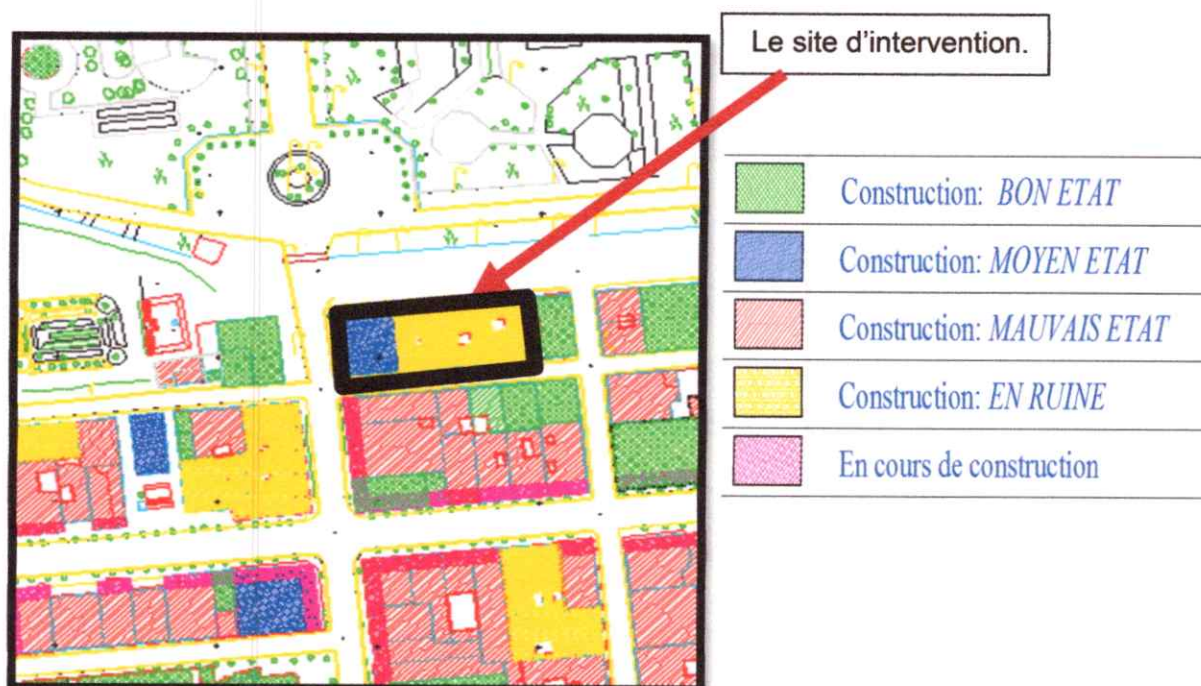 Le site d'intervention.
Construction: BON ETAT
Construction: MOYEN ETAT
Construction: MAUVAIS ETAT
Construction: EN RUINE
En cours de construction